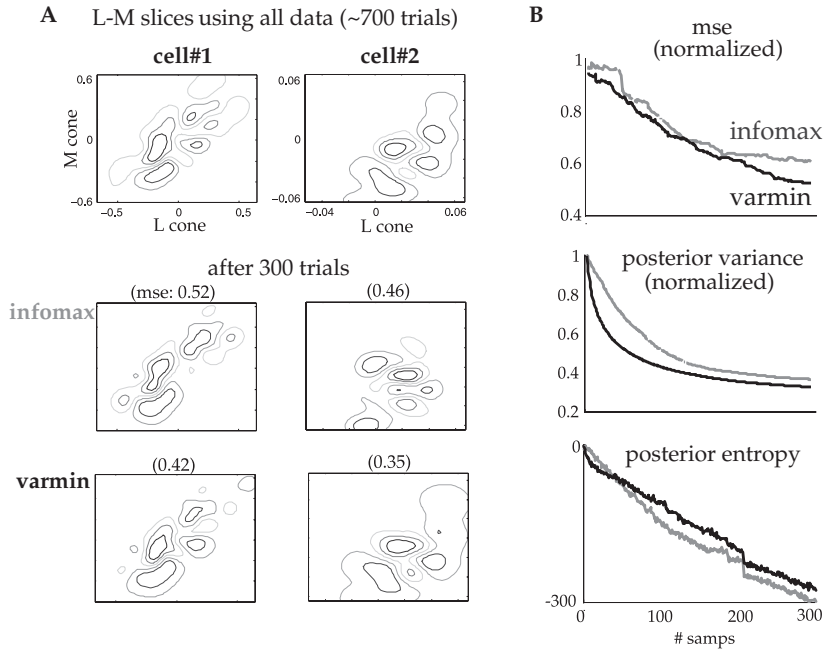 A L-M slices using all data (~700 trials)
cell#1
cell#2
0.6
0
−0.6
M cone
−0.5 0 0.5
L cone
0.06
0
−0.06
−0.04 0 0.06
L cone
after 300 trials
infomax
(mse: 0.52)
(0.46)
varmin
(0.42)
(0.35)
B
mse
(normalized)
1
0.8
0.6
0.4
infomax
varmin
posterior variance
(normalized)
1
0.8
0.6
0.4
0.2
posterior entropy
0
-300
0 100 200 300
# samps